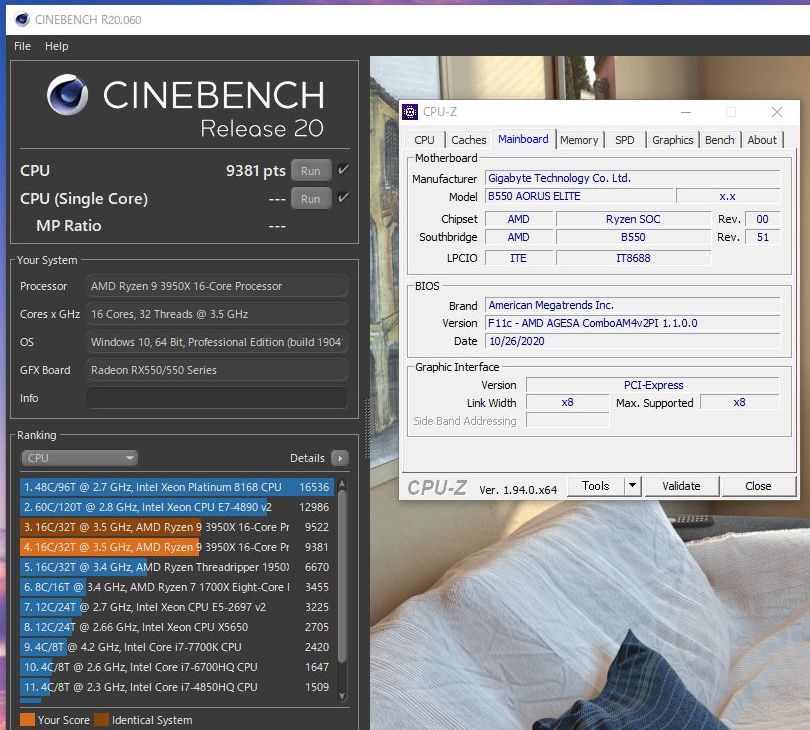 CINEBENCH R20.060
File Help
CINEBENCH
Release 20
CPU 9381 pts Run
CPU (Single Core) --- Run
MP Ratio ---
Your System
Processor AMD Ryzen 9 3950X 16-Core Processor
Cores x GHz 16 Cores, 32 Threads @ 3.5 GHz
OS Windows 10, 64 Bit, Professional Edition (build 1904
GFX Board Radeon RX550/550 Series
Info
Ranking
CPU Details
1. 48C/96T @ 2.7 GHz, Intel Xeon Platinum 8168 CPU 16536
2. 60C/120T @ 2.8 GHz, Intel Xeon CPU E7-4890 v2 12986
3. 16C/32T @ 3.5 GHz, AMD Ryzen 9 3950X 16-Core Pr 9522
4. 16C/32T @ 3.5 GHz, AMD Ryzen 9 3950X 16-Core Pr 9381
5. 16C/32T @ 3.4 GHz, AMD Ryzen Threadripper 1950X 6670
6. 8C/16T @ 3.4 GHz, AMD Ryzen 7 1700X Eight-Core 3455
7. 12C/24T @ 2.7 GHz, Intel Xeon CPU E5-2697 v2 3225
8. 12C/24T @ 2.66 GHz, Intel Xeon CPU X5650 2705
9. 4C/8T @ 4.2 GHz, Intel Core i7-7700K CPU 2420
10. 4C/8T @ 2.6 GHz, Intel Core i7-6700HQ CPU 1647
11. 4C/8T @ 2.3 GHz, Intel Core i7-4850HQ CPU 1509
Your Score Identical System
CPU-Z
CPU Caches Mainboard Memory SPD Graphics Bench About
Motherboard
Manufacturer Gigabyte Technology Co. Ltd.
Model B550 AORUS ELITE x.x
Chipset AMD Ryzen SOC Rev. 00
Southbridge AMD B550 Rev. 51
LPCIO ITE IT8688
BIOS
Brand American Megatrends Inc.
Version F11c - AMD AGESA ComboAM4v2PI 1.1.0.0
Date 10/26/2020
Graphic Interface
Version PCI-Express
Link Width x8 Max. Supported x8
Side Band Addressing
CPU-Z Ver. 1.94.0.x64 Tools Validate Close